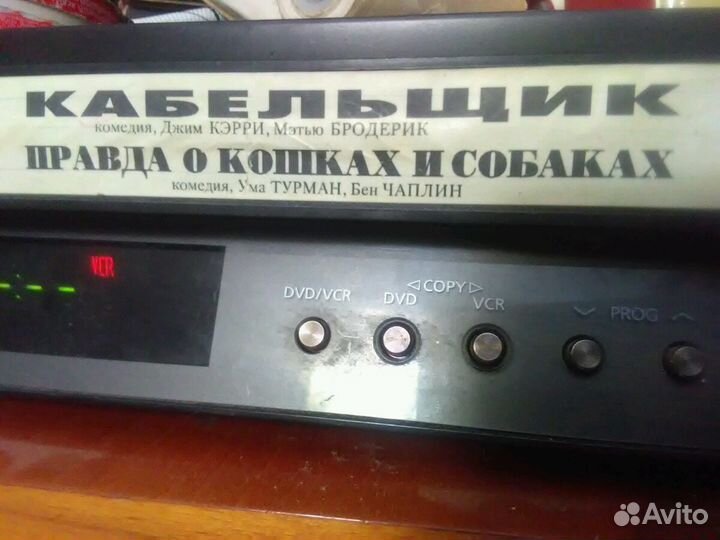 КАБЕЛЬЩИК
комедия, Джим КЭРРИ, Мэтью БРОДЕРИК
ПРАВДА О КОШКАХ И СОБАКАХ
комедия, Ума ТУРМАН, Бен ЧАПЛИН
VCR
◁COPY▷
DVD/VCR DVD VCR PROG
Avito